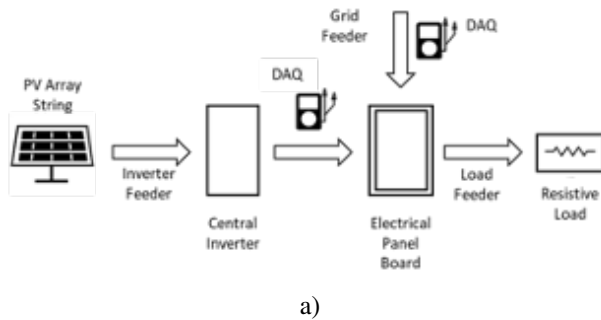 Grid
Feeder
DAQ
DAQ
PV Array
String
Inverter
Feeder
Load
Feeder
Central
Inverter
Electrical
Panel
Board
Resistive
Load
a)